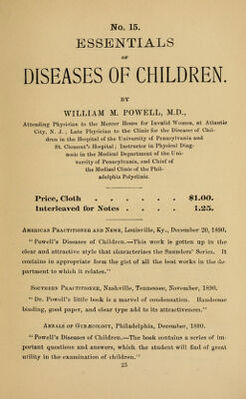 No. 15.
ESSENTIALS
OF
DISEASES OF CHILDREN.
BY
WILLIAM M. POWELL, M.D.,
Attending Physician to the Mercer House for Invalid Women, at Atlantic
City, N. J.; Late Physician to the Clinic for the Diseases of Chil-
dren in the Hospital of the University of Pennsylvania and
St. Clement's Hospital; Instructor in Physical Diag-
nosis in the Medical Department of the Uni-
versity of Pennsylvania, and Chief of
the Medical Clinic of the Phil-
adelphia Polyclinic.
Price, Cloth . . . . . . $1.00.
Interleaved for Notes . . . . 1.25.
AMERICAN PRACTITIONER AND NEWS, Louisville, Ky., December 20, 1890.
"Powell's Diseases of Children.—This work is gotten up in the
clear and attractive style that characterizes the Saunders' Series. It
contains in appropriate form the gist of all the best works in the de-
partment to which it relates."
SOUTHERN PRACTITIONER, Nashville, Tennessee, November, 1890.
"Dr. Powell's little book is a marvel of condensation. Handsome
binding, good paper, and clear type add to its attractiveness."
ANNALS OF GYNÆCOLOGY, Philadelphia, December, 1890.
"Powell's Diseases of Children.—The book contains a series of im-
portant questions and answers, which the student will find of great
utility in the examination of children."
25